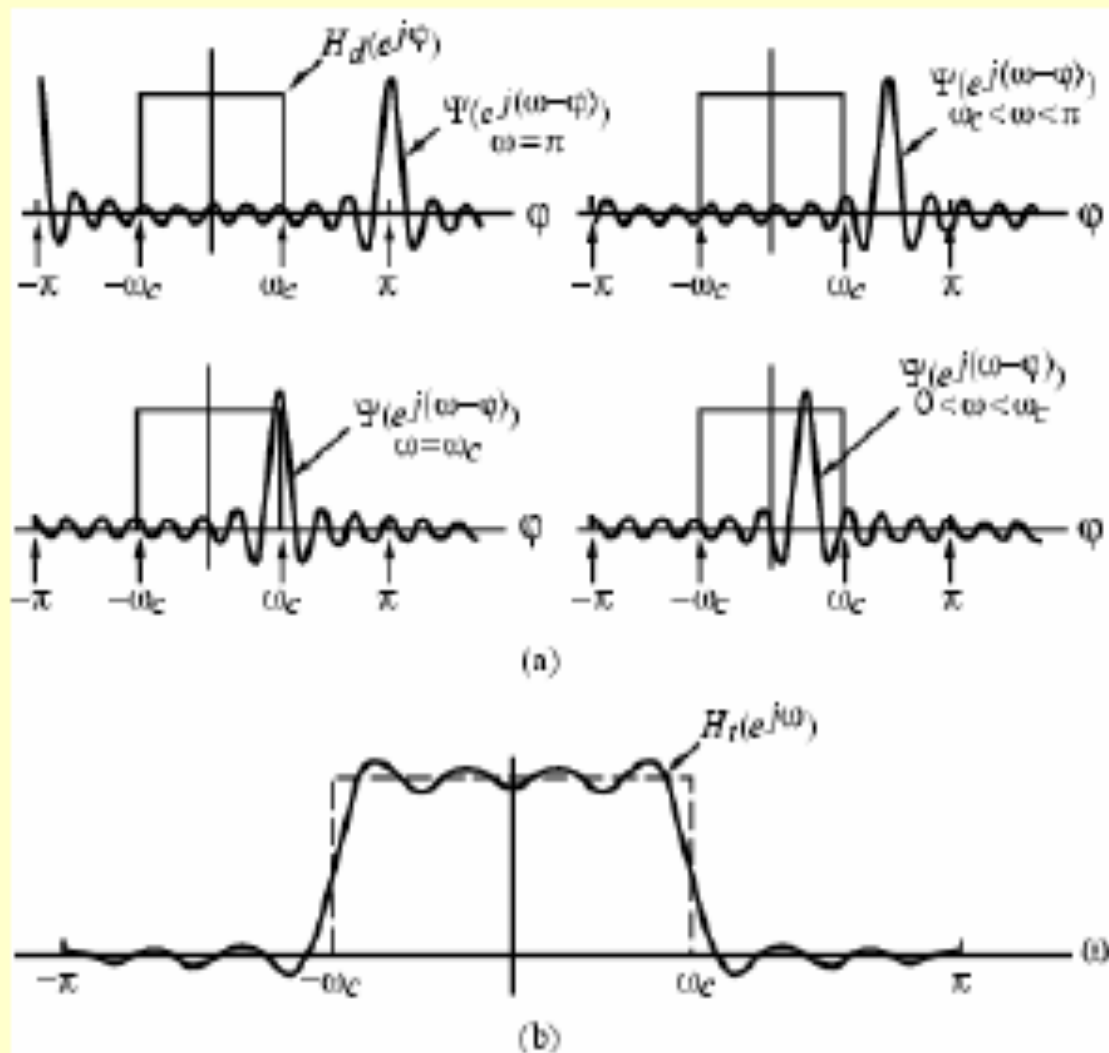 H_d(e^{jφ})
Ψ(e^{j(ω−φ)})
ω=π
φ
−π −ω_c ω_c π
Ψ(e^{j(ω−φ)})
ω_c<ω<π
φ
−π −ω_c ω_c π
Ψ(e^{j(ω−φ)})
ω=ω_c
φ
−π −ω_c ω_c π
Ψ(e^{j(ω−φ)})
0<ω<ω_c
φ
−π −ω_c ω_c π
(a)
H_t(e^{jω})
ω
−π −ω_c ω_c π
(b)